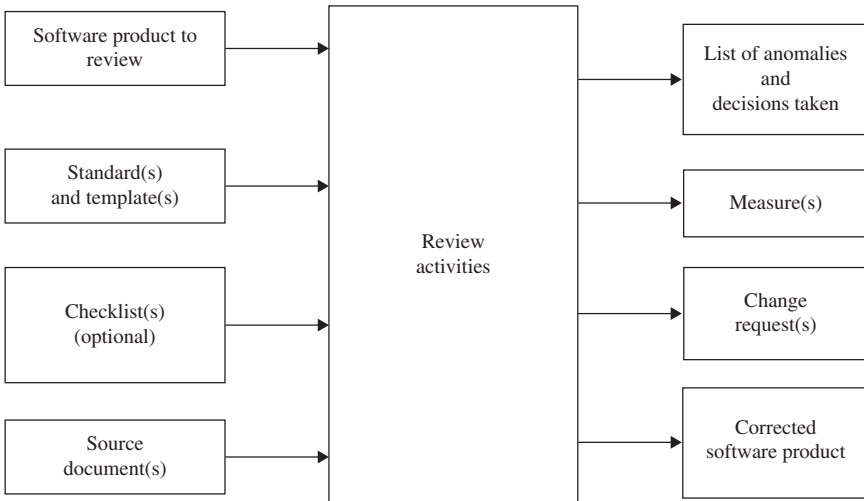 Software product to
review
Standard(s)
and template(s)
Checklist(s)
(optional)
Source
document(s)
Review
activities
List of anomalies
and
decisions taken
Measure(s)
Change
request(s)
Corrected
software product